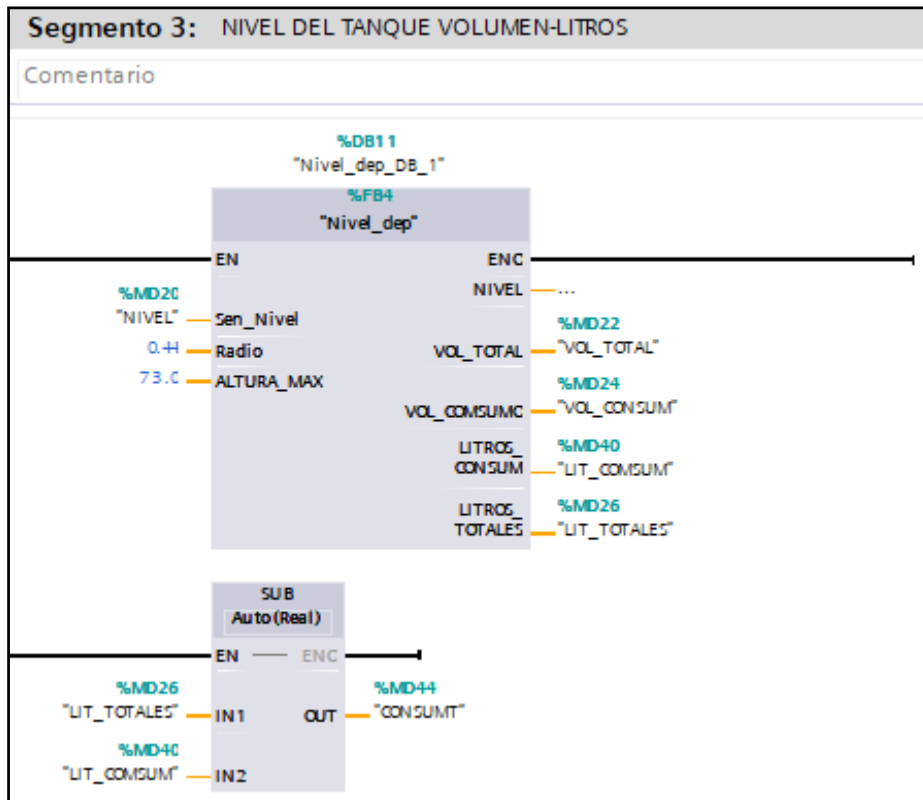 Segmento 3: NIVEL DEL TANQUE VOLUMEN-LITROS
Comentario
%DB11
"Nivel_dep_DB_1"
%FB4
"Nivel_dep"
EN ENO
NIVEL ...
%MD20
"NIVEL" Sen_Nivel
%MD22
0.44 Radio VOL_TOTAL "VOL_TOTAL"
73.0 ALTURA_MAX
%MD24
VOL_COMSUMO "VOL_CONSUM"
LITROS_ %MD40
CONSUM "LIT_COMSUM"
LITROS_ %MD26
TOTALES "LIT_TOTALES"
SUB
Auto (Real)
EN ENO
%MD26 %MD44
"LIT_TOTALES" IN1 OUT "CONSUMT"
%MD40
"LIT_COMSUM" IN2